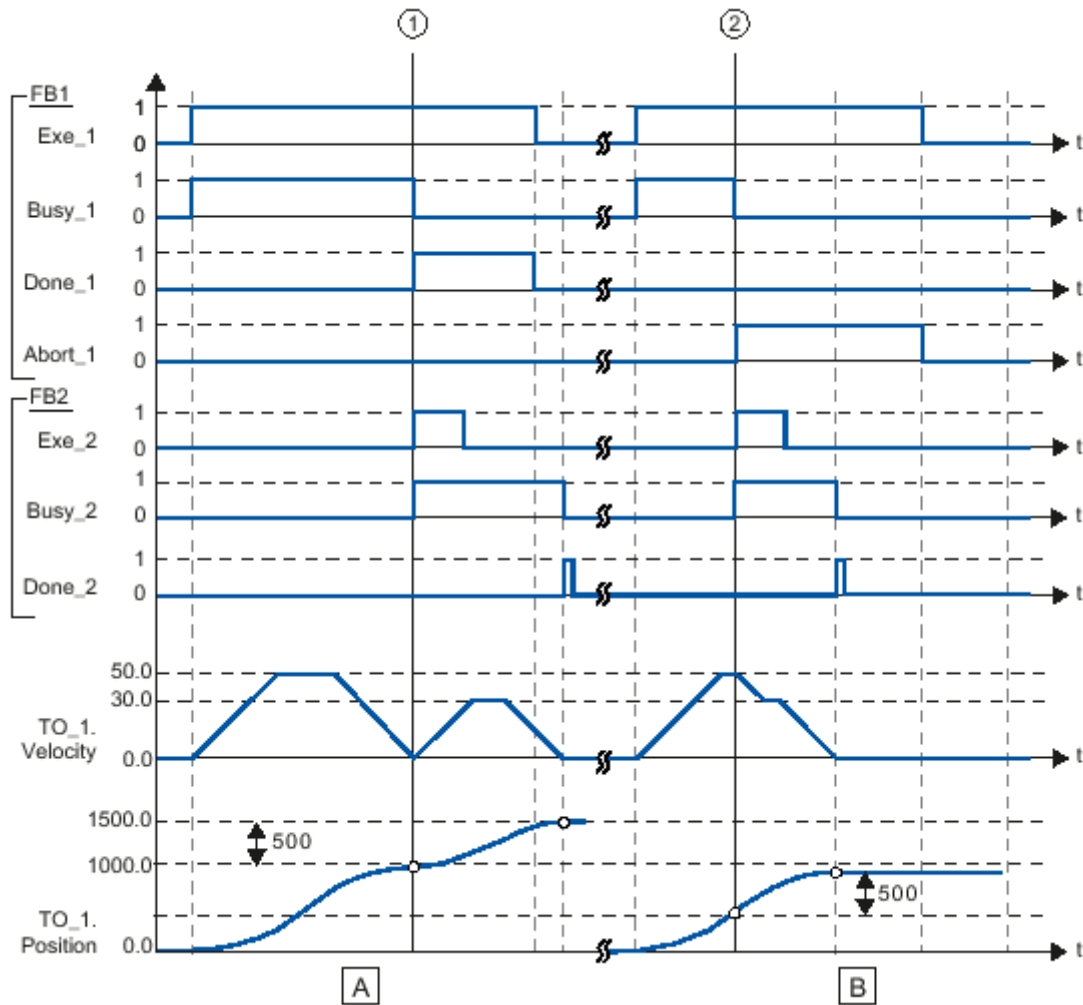 ① ②
FB1
1
Exe_1 0 t
1
Busy_1 0 t
1
Done_1 0 t
1
Abort_1 0 t
FB2
1
Exe_2 0 t
1
Busy_2 0 t
1
Done_2 0 t
50.0
30.0
TO_1.
Velocity
0.0 t
1500.0
500
1000.0
500
TO_1.
Position
0.0 t
A B